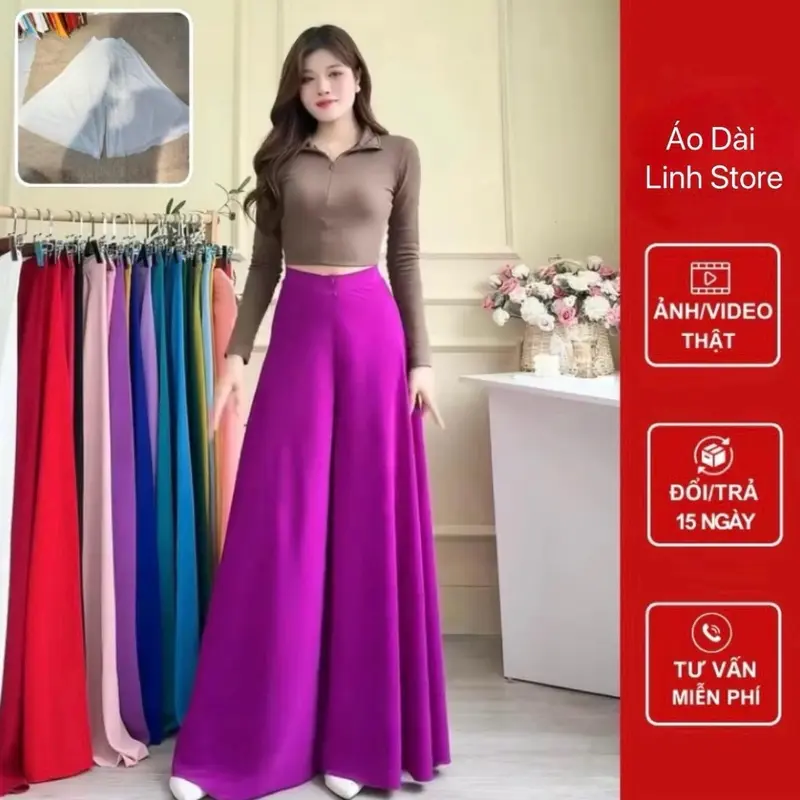 Áo Dài
Linh Store
ẢNH/VIDEO
THẬT
ĐỔI/TRẢ
15 NGÀY
TƯ VẤN
MIỄN PHÍ